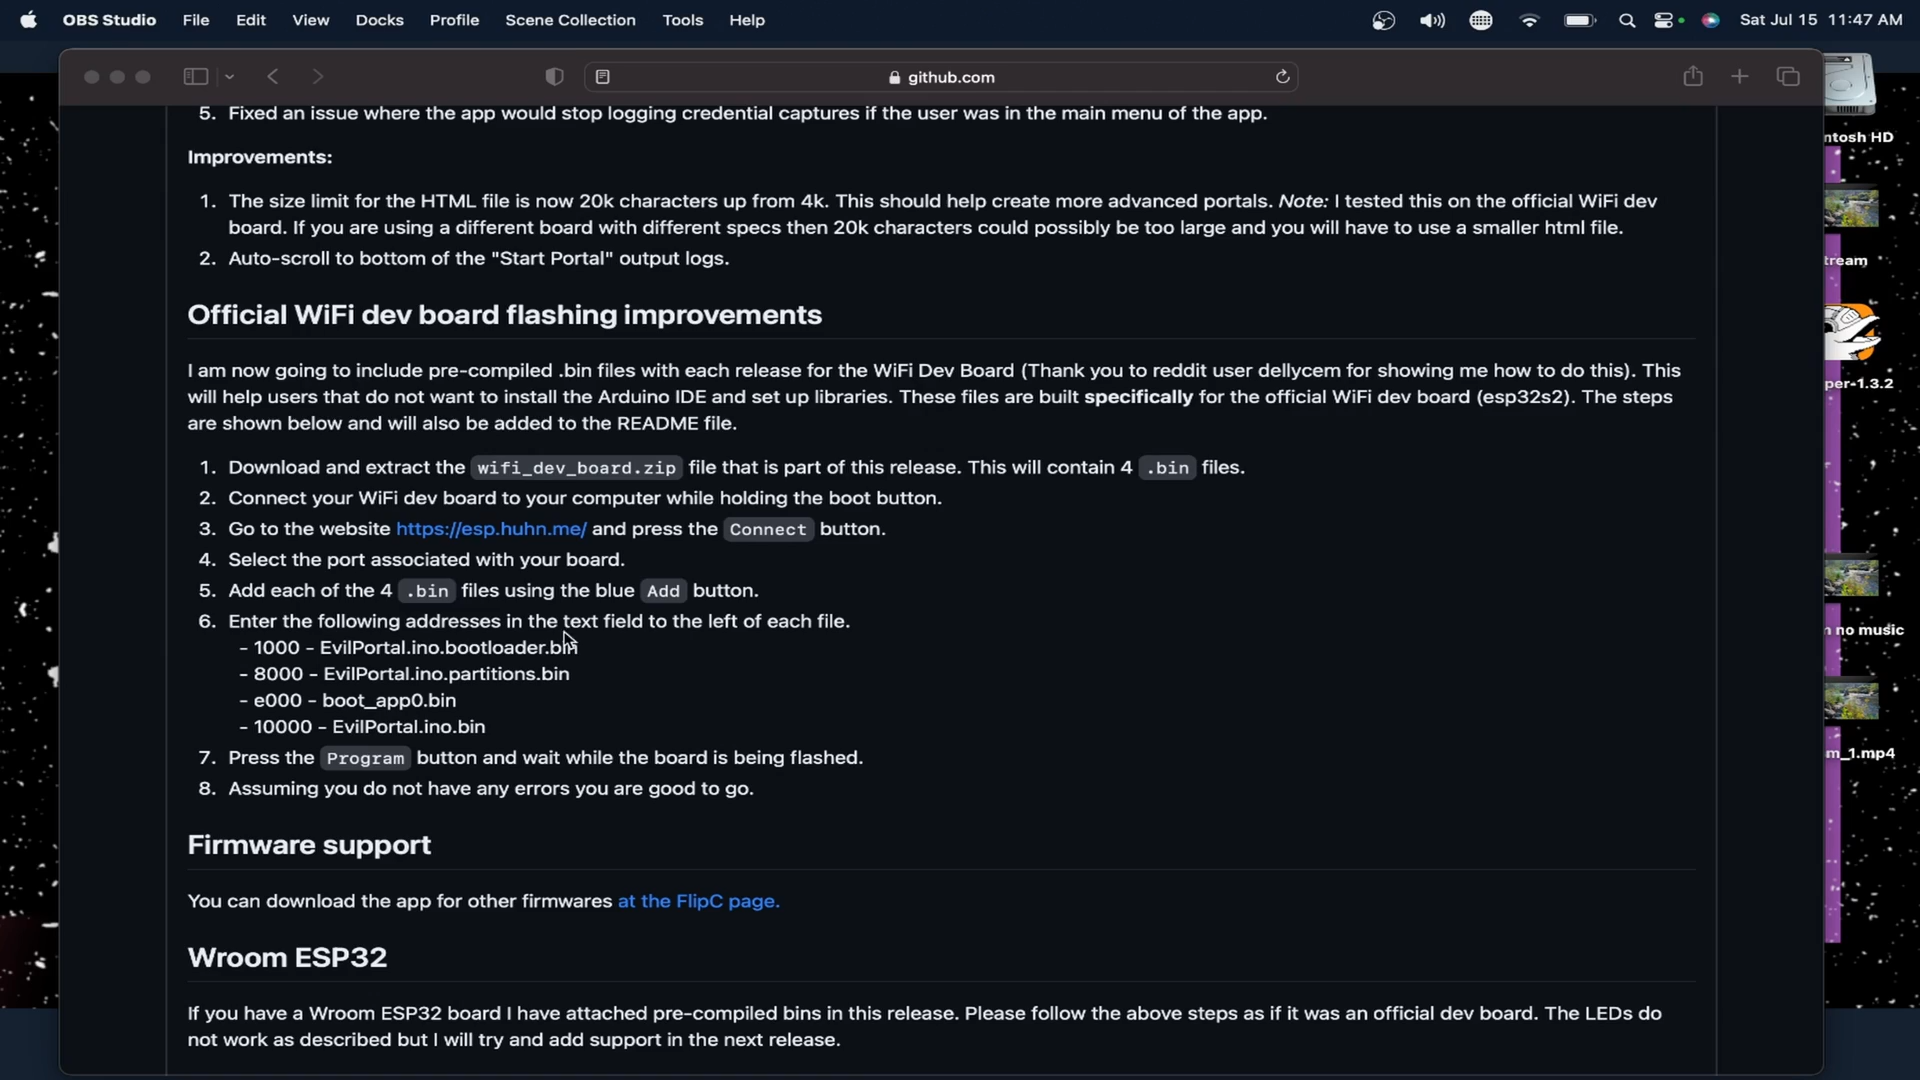 OBS Studio File Edit View Docks Profile Scene Collection Tools Help Sat Jul 15 11:47 AM
github.com
5. Fixed an issue where the app would stop logging credential captures if the user was in the main menu of the app.
Improvements:
1. The size limit for the HTML file is now 20k characters up from 4k. This should help create more advanced portals. Note: I tested this on the official WiFi dev
board. If you are using a different board with different specs then 20k characters could possibly be too large and you will have to use a smaller html file.
2. Auto-scroll to bottom of the "Start Portal" output logs.
Official WiFi dev board flashing improvements
I am now going to include pre-compiled .bin files with each release for the WiFi Dev Board (Thank you to reddit user dellycem for showing me how to do this). This
will help users that do not want to install the Arduino IDE and set up libraries. These files are built specifically for the official WiFi dev board (esp32s2). The steps
are shown below and will also be added to the README file.
1. Download and extract the wifi_dev_board.zip file that is part of this release. This will contain 4 .bin files.
2. Connect your WiFi dev board to your computer while holding the boot button.
3. Go to the website https://esp.huhn.me/ and press the Connect button.
4. Select the port associated with your board.
5. Add each of the 4 .bin files using the blue Add button.
6. Enter the following addresses in the text field to the left of each file.
- 1000 - EvilPortal.ino.bootloader.bin
- 8000 - EvilPortal.ino.partitions.bin
- e000 - boot_app0.bin
- 10000 - EvilPortal.ino.bin
7. Press the Program button and wait while the board is being flashed.
8. Assuming you do not have any errors you are good to go.
Firmware support
You can download the app for other firmwares at the FlipC page.
Wroom ESP32
If you have a Wroom ESP32 board I have attached pre-compiled bins in this release. Please follow the above steps as if it was an official dev board. The LEDs do
not work as described but I will try and add support in the next release.
ntosh HD
tream
per-1.3.2
n no music
m_1.mp4